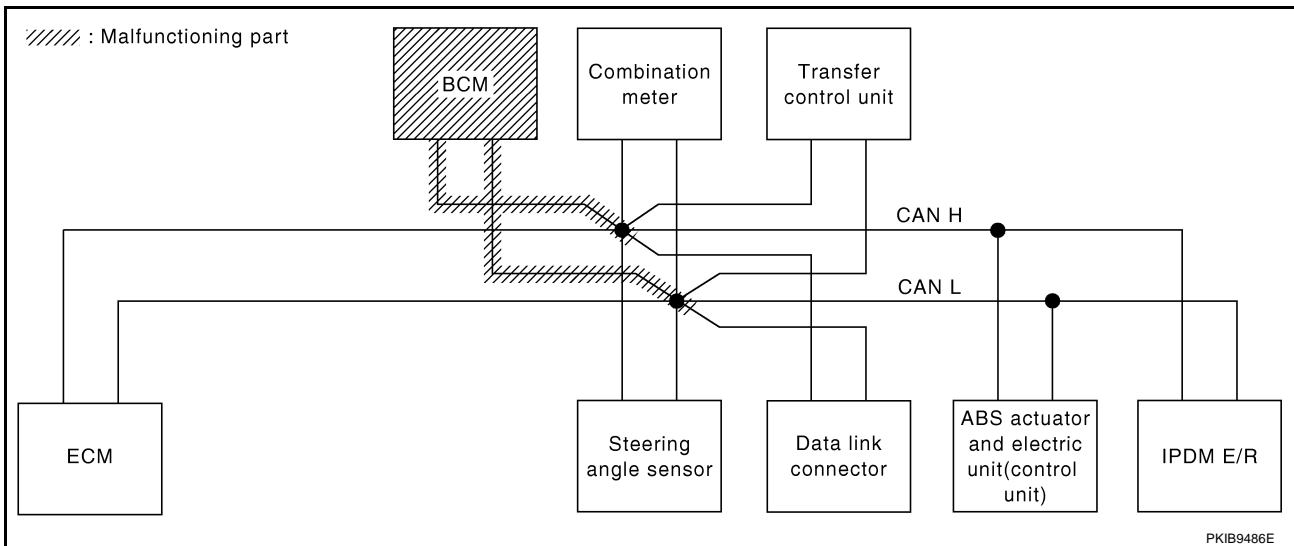 : Malfunctioning part
BCM
Combination
meter
Transfer
control unit
CAN H
CAN L
ECM
Steering
angle sensor
Data link
connector
ABS actuator
and electric
unit(control
unit)
IPDM E/R
PKIB9486E